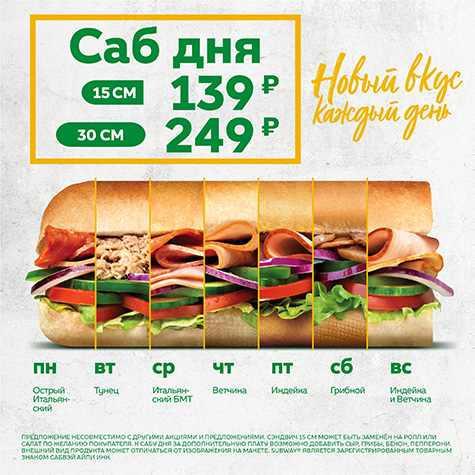 Саб дня
15 СМ 139 ₽
30 СМ 249 ₽
Новый вкус
каждый день
пн вт ср чт пт сб вс
Острый Итальян-ский
Тунец
Итальян-ский БМТ
Ветчина
Индейка
Грибной
Индейка и Ветчина
ПРЕДЛОЖЕНИЕ НЕСОВМЕСТИМО С ДРУГИМИ АКЦИЯМИ И ПРЕДЛОЖЕНИЯМИ. СЭНДВИЧ 15 СМ МОЖЕТ БЫТЬ ЗАМЕНЁН НА РОЛЛ ИЛИ
САЛАТ ПО ЖЕЛАНИЮ ПОКУПАТЕЛЯ. К САБУ ДНЯ ЗА ДОПОЛНИТЕЛЬНУЮ ПЛАТУ ВОЗМОЖНО ДОБАВИТЬ СЫР, ГРИБЫ, БЕКОН, ПЕППЕРОНИ.
ВНЕШНИЙ ВИД ПРОДУКТА МОЖЕТ ОТЛИЧАТЬСЯ ОТ ИЗОБРАЖЕНИЯ НА МАКЕТЕ. SUBWAY® ЯВЛЯЕТСЯ ЗАРЕГИСТРИРОВАННЫМ ТОВАРНЫМ
ЗНАКОМ САБВЭЙ АЙПИ ИНК.